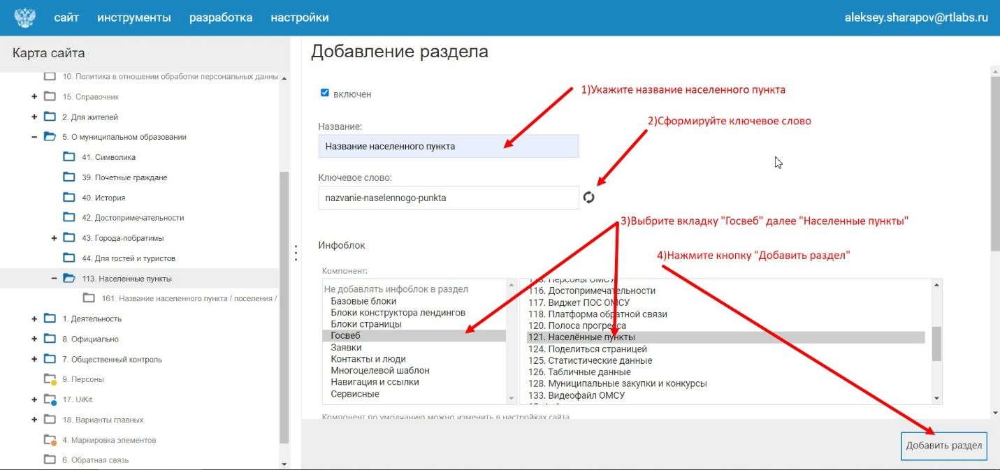 сайт инструменты разработка настройки aleksey.sharapov@rtlabs.ru
Карта сайта
10. Политика в отношении обработки персональных данны
15. Справочник
2. Для жителей
5. О муниципальном образовании
41. Символика
39. Почетные граждане
40. История
42. Достопримечательности
43. Города-побратимы
44. Для гостей и туристов
113. Населенные пункты
161. Название населенного пункта / поселения /
1. Деятельность
8. Официально
7. Общественный контроль
9. Персоны
17. UiKit
18. Варианты главных
4. Маркировка элементов
6. Обратная связь
Добавление раздела
включен
1)Укажите название населенного пункта
2)Сформируйте ключевое слово
Название:
Название населенного пункта
Ключевое слово:
nazvanie-naselennogo-punkta
3)Выбрите вкладку "Госвеб" далее "Населенные пункты"
Инфоблок
4)Нажмите кнопку "Добавить раздел"
Компонент:
Не добавлять инфоблок в раздел
Базовые блоки
Блоки конструктора лендингов
Блоки страницы
Госвеб
Заявки
Контакты и люди
Многоцелевой шаблон
Навигация и ссылки
Сервисные
Персоны ОМСУ
116. Достопримечательности
117. Виджет ПОС ОМСУ
118. Платформа обратной связи
120. Полоса прогресса
121. Населённые пункты
124. Поделиться страницей
125. Статистические данные
126. Табличные данные
128. Муниципальные закупки и конкурсы
133. Видеофайл ОМСУ
Компонент по умолчанию можно изменить в настройках сайта
Добавить раздел